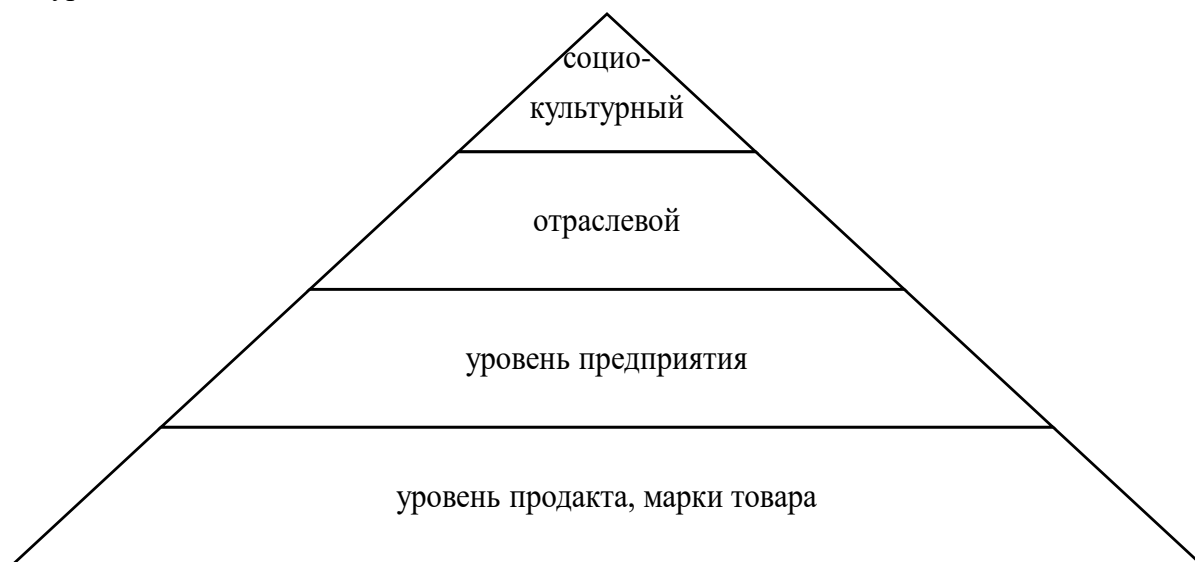 социо-
культурный
отраслевой
уровень предприятия
уровень продакта, марки товара